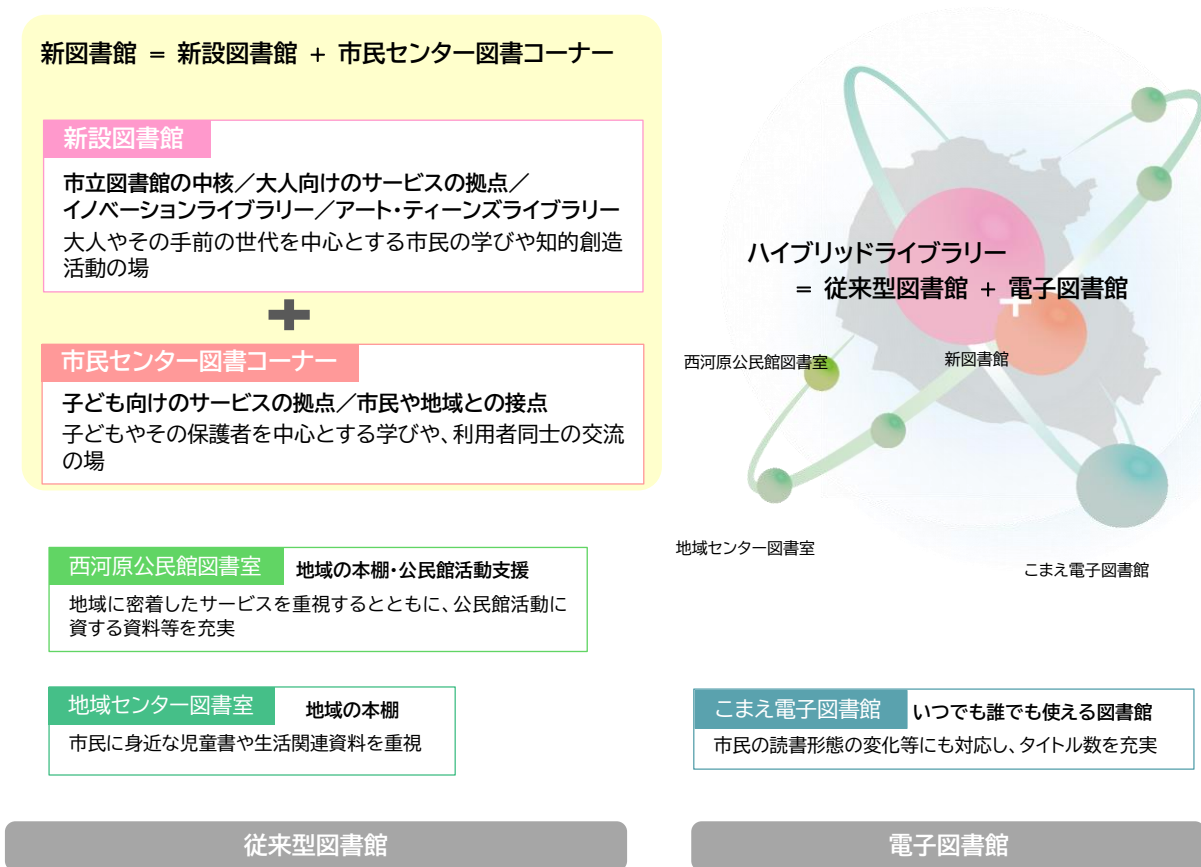 新図書館 = 新設図書館 + 市民センター図書コーナー
新設図書館
市立図書館の中核／大人向けのサービスの拠点／
イノベーションライブラリー／アート・ティーンズライブラリー
大人やその手前の世代を中心とする市民の学びや知的創造
活動の場
+
市民センター図書コーナー
子ども向けのサービスの拠点／市民や地域との接点
子どもやその保護者を中心とする学びや、利用者同士の交流
の場
ハイブリッドライブラリー
= 従来型図書館 + 電子図書館
+
西河原公民館図書室
新図書館
地域センター図書室
こまえ電子図書館
西河原公民館図書室 地域の本棚・公民館活動支援
地域に密着したサービスを重視するとともに、公民館活動に
資する資料等を充実
地域センター図書室 地域の本棚
市民に身近な児童書や生活関連資料を重視
こまえ電子図書館 いつでも誰でも使える図書館
市民の読書形態の変化等にも対応し、タイトル数を充実
従来型図書館
電子図書館